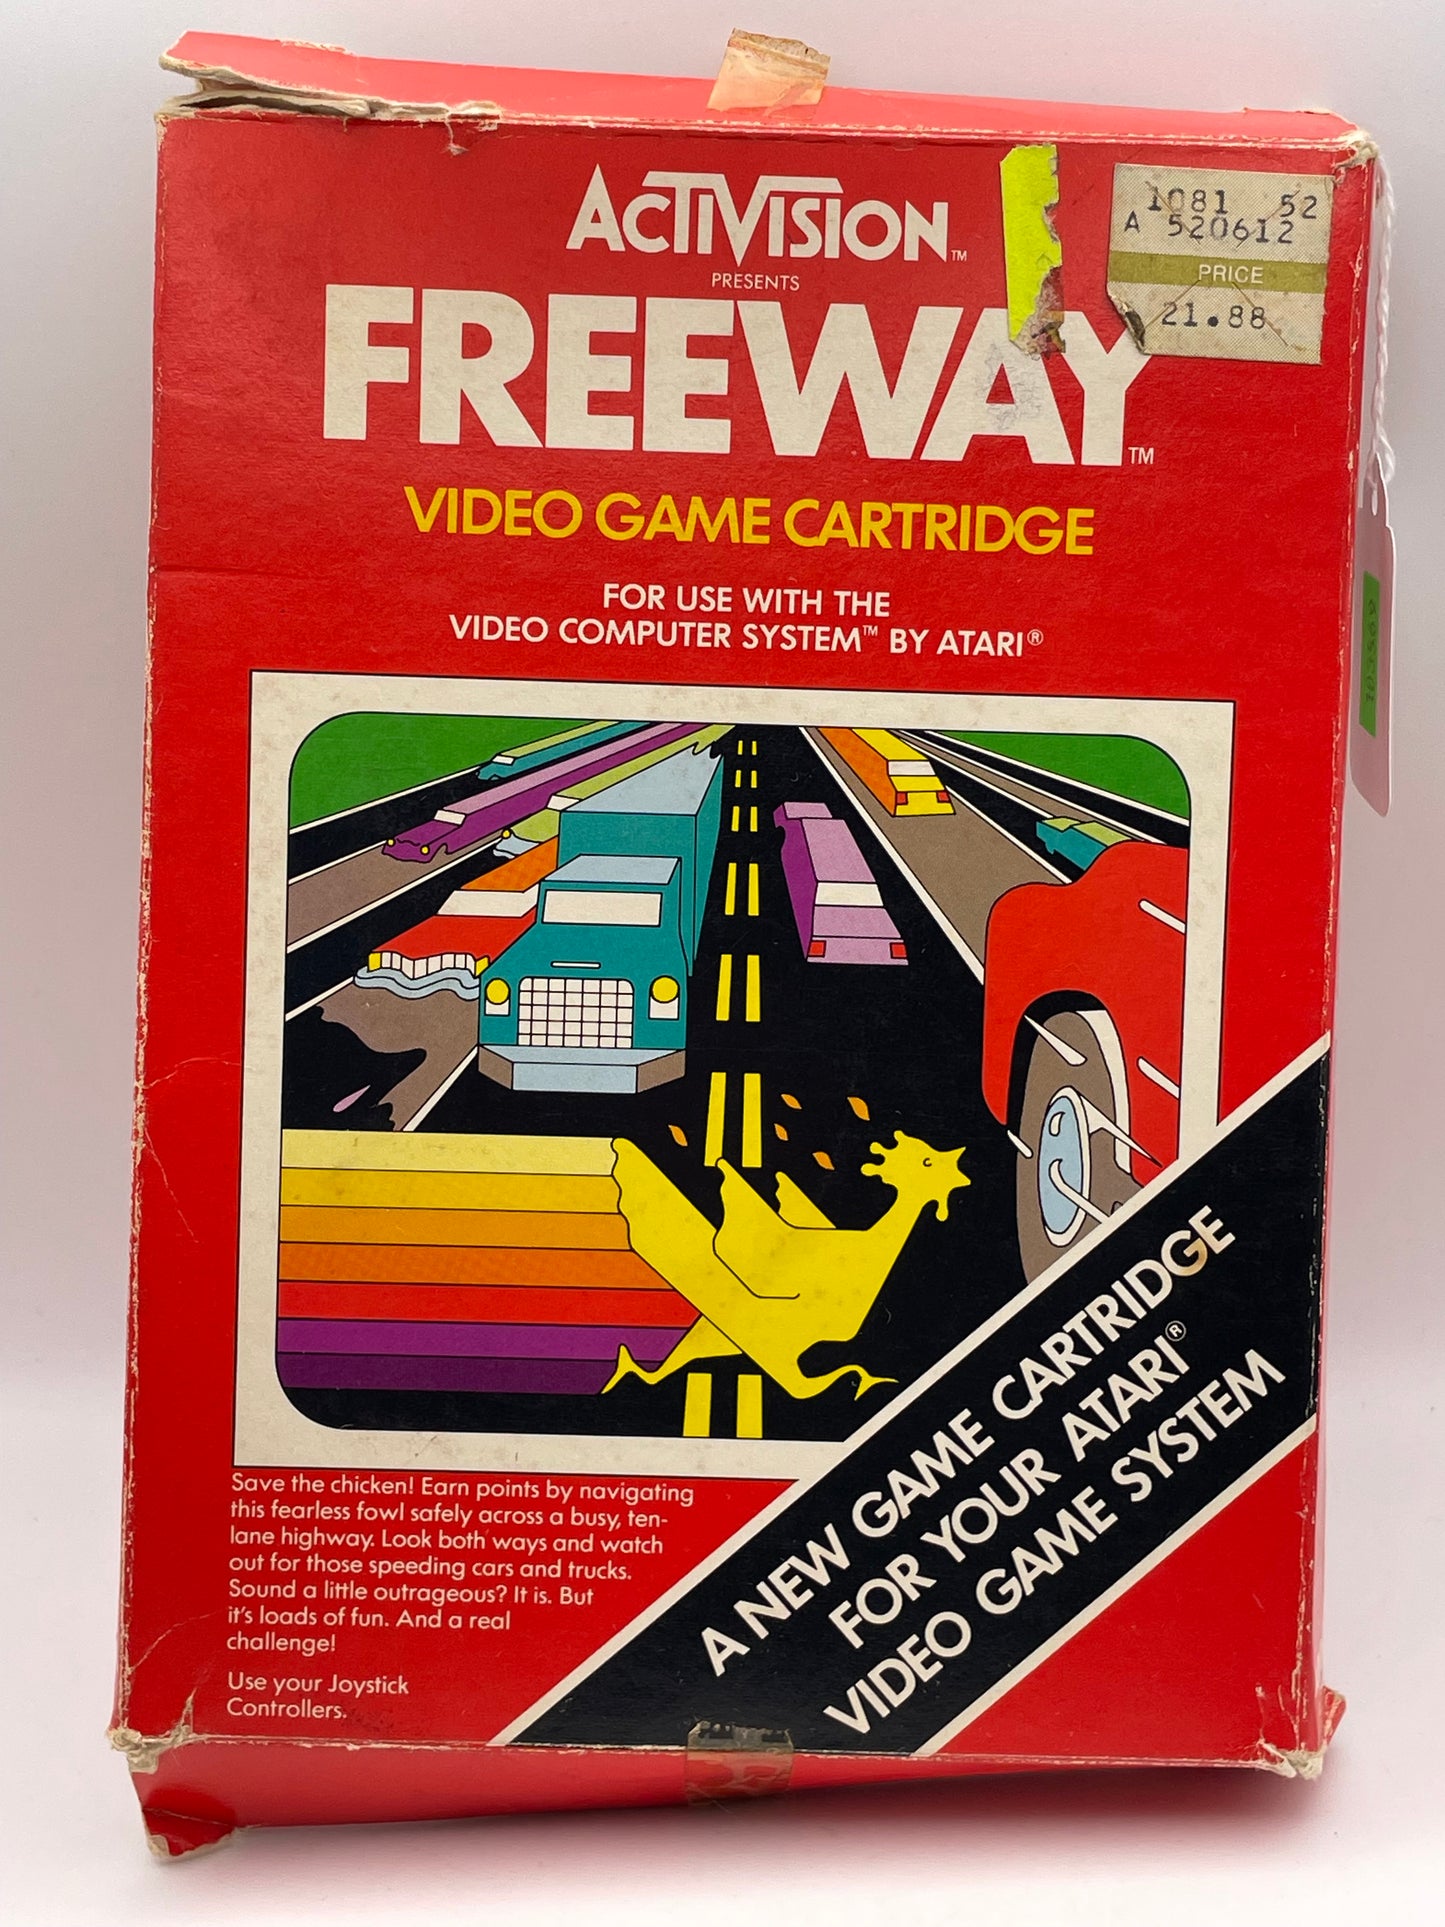 ACTIVISION™
PRESENTS
FREEWAY™
VIDEO GAME CARTRIDGE
FOR USE WITH THE
VIDEO COMPUTER SYSTEM™ BY ATARI®
1081 52
A 520612
PRICE
21.88
Save the chicken! Earn points by navigating
this fearless fowl safely across a busy, ten-
lane highway. Look both ways and watch
out for those speeding cars and trucks.
Sound a little outrageous? It is. But
it's loads of fun. And a real
challenge!
Use your Joystick
Controllers.
A NEW GAME CARTRIDGE
FOR YOUR ATARI®
VIDEO GAME SYSTEM